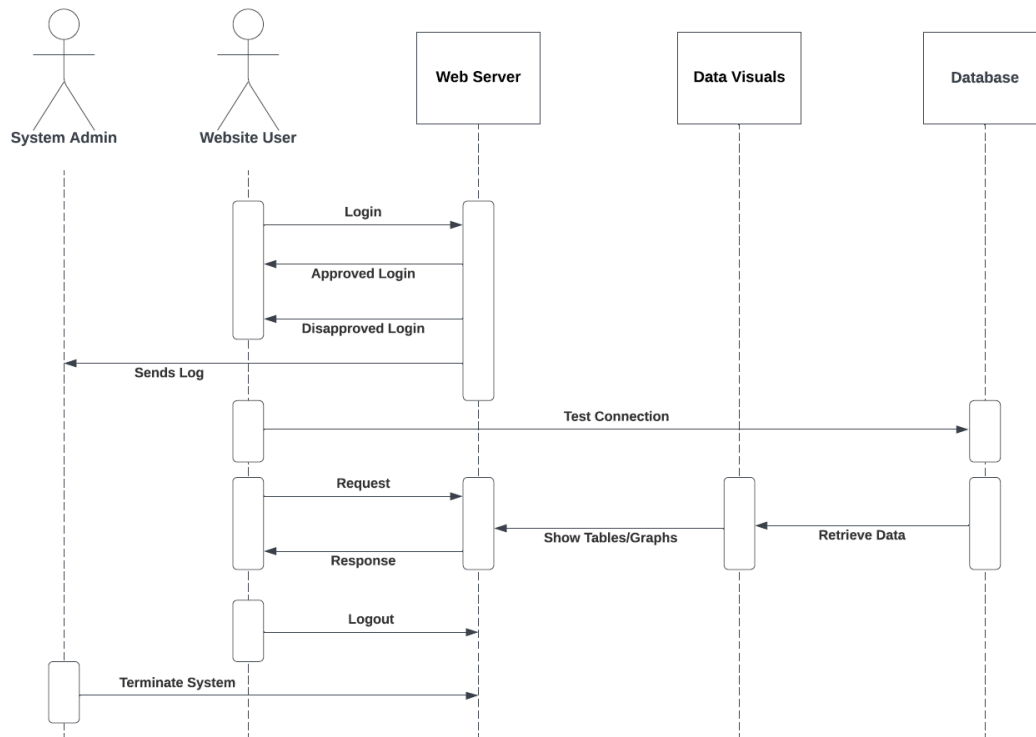 System Admin
Website User
Web Server
Data Visuals
Database
Login
Approved Login
Disapproved Login
Sends Log
Test Connection
Request
Show Tables/Graphs
Retrieve Data
Response
Logout
Terminate System